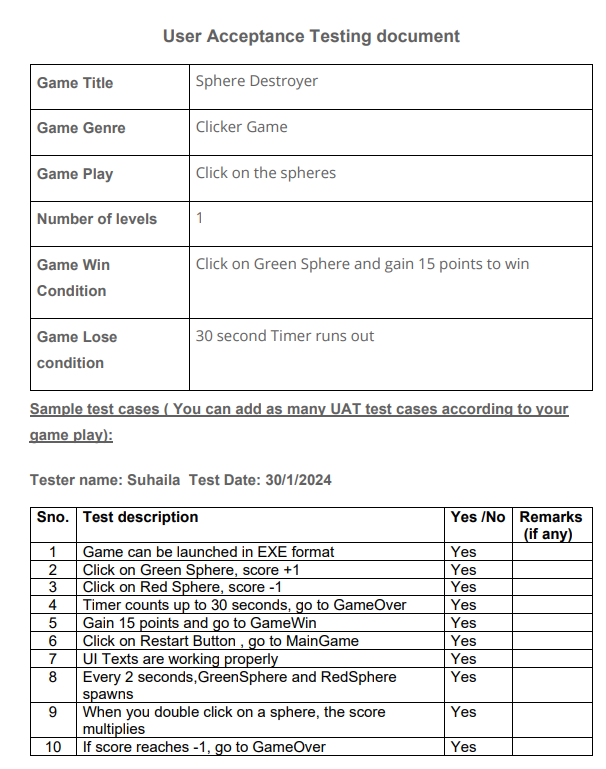 User Acceptance Testing document
Game Title Sphere Destroyer
Game Genre Clicker Game
Game Play Click on the spheres
Number of levels 1
Game Win Click on Green Sphere and gain 15 points to win
Condition
Game Lose 30 second Timer runs out
condition
Sample test cases ( You can add as many UAT test cases according to your
game play):
Tester name: Suhaila Test Date: 30/1/2024
Sno. Test description Yes /No Remarks
(if any)
1 Game can be launched in EXE format Yes
2 Click on Green Sphere, score +1 Yes
3 Click on Red Sphere, score -1 Yes
4 Timer counts up to 30 seconds, go to GameOver Yes
5 Gain 15 points and go to GameWin Yes
6 Click on Restart Button , go to MainGame Yes
7 UI Texts are working properly Yes
8 Every 2 seconds,GreenSphere and RedSphere Yes
spawns
9 When you double click on a sphere, the score Yes
multiplies
10 If score reaches -1, go to GameOver Yes